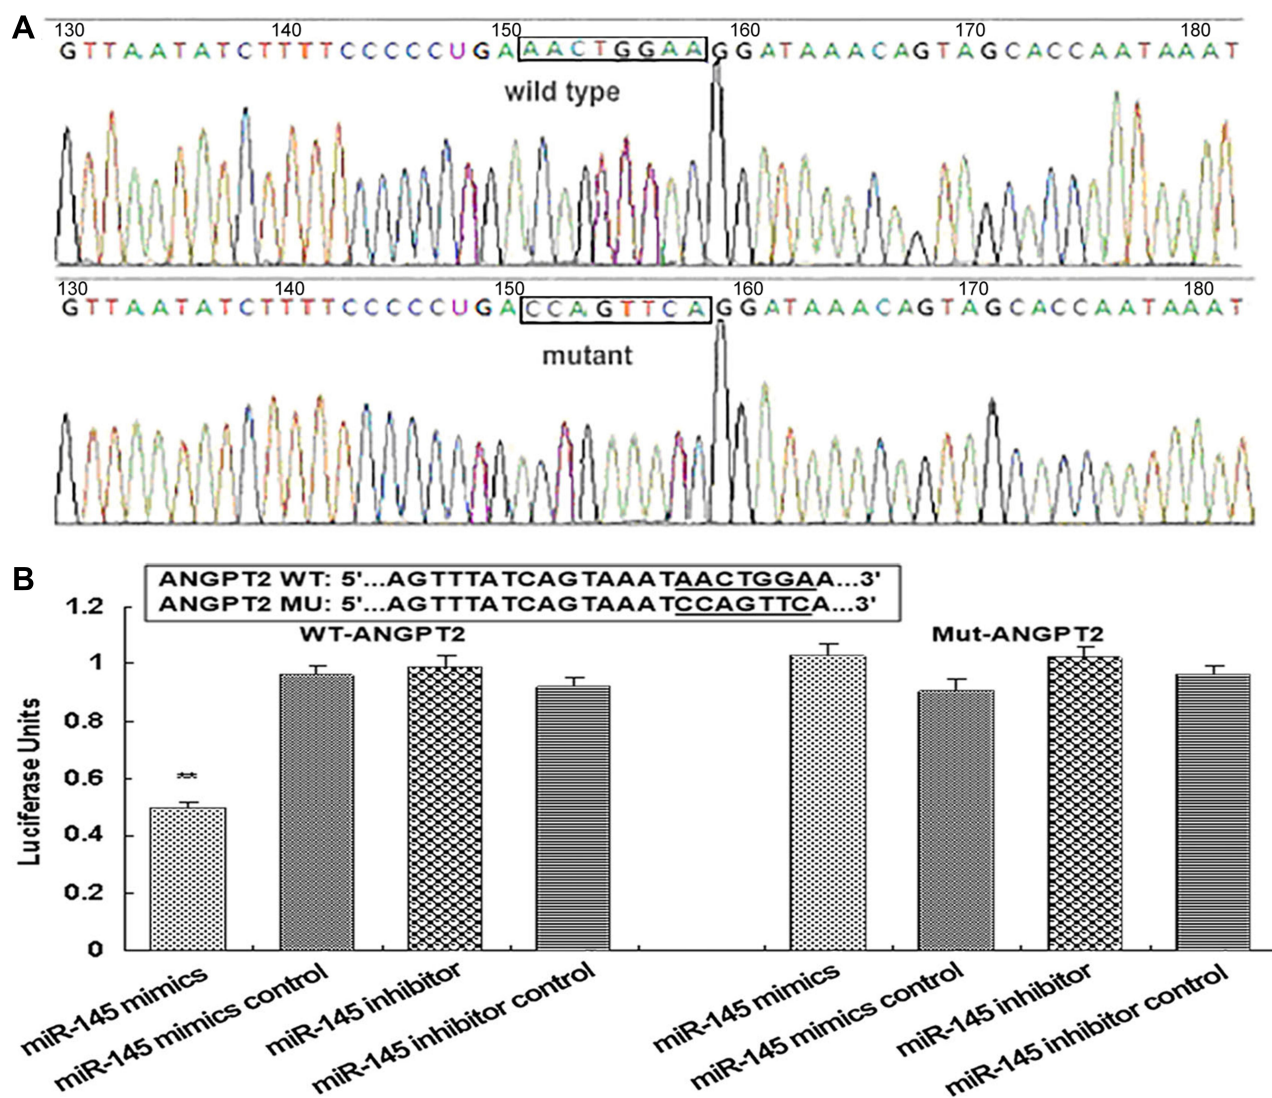 A
130 140 150 160 170 180
GTTAATATCTTTTCCCCCUGAAACTGGAAGGATAAACAGTAGCACCAATAAAT
wild type
130 140 150 160 170 180
GTTAATATCTTTTCCCCCUGACCAGTTCAGGATAAACAGTAGCACCAATAAAT
mutant
B
ANGPT2 WT: 5'...AGTTTATCAGTAAATAACTGGAA...3'
ANGPT2 MU: 5'...AGTTTATCAGTAAATCCAGTTCA...3'
WT-ANGPT2 Mut-ANGPT2
Luciferase Units
1.2
1
0.8
0.6
0.4
0.2
0
**
miR-145 mimics
miR-145 mimics control
miR-145 inhibitor
miR-145 inhibitor control
miR-145 mimics
miR-145 mimics control
miR-145 inhibitor
miR-145 inhibitor control